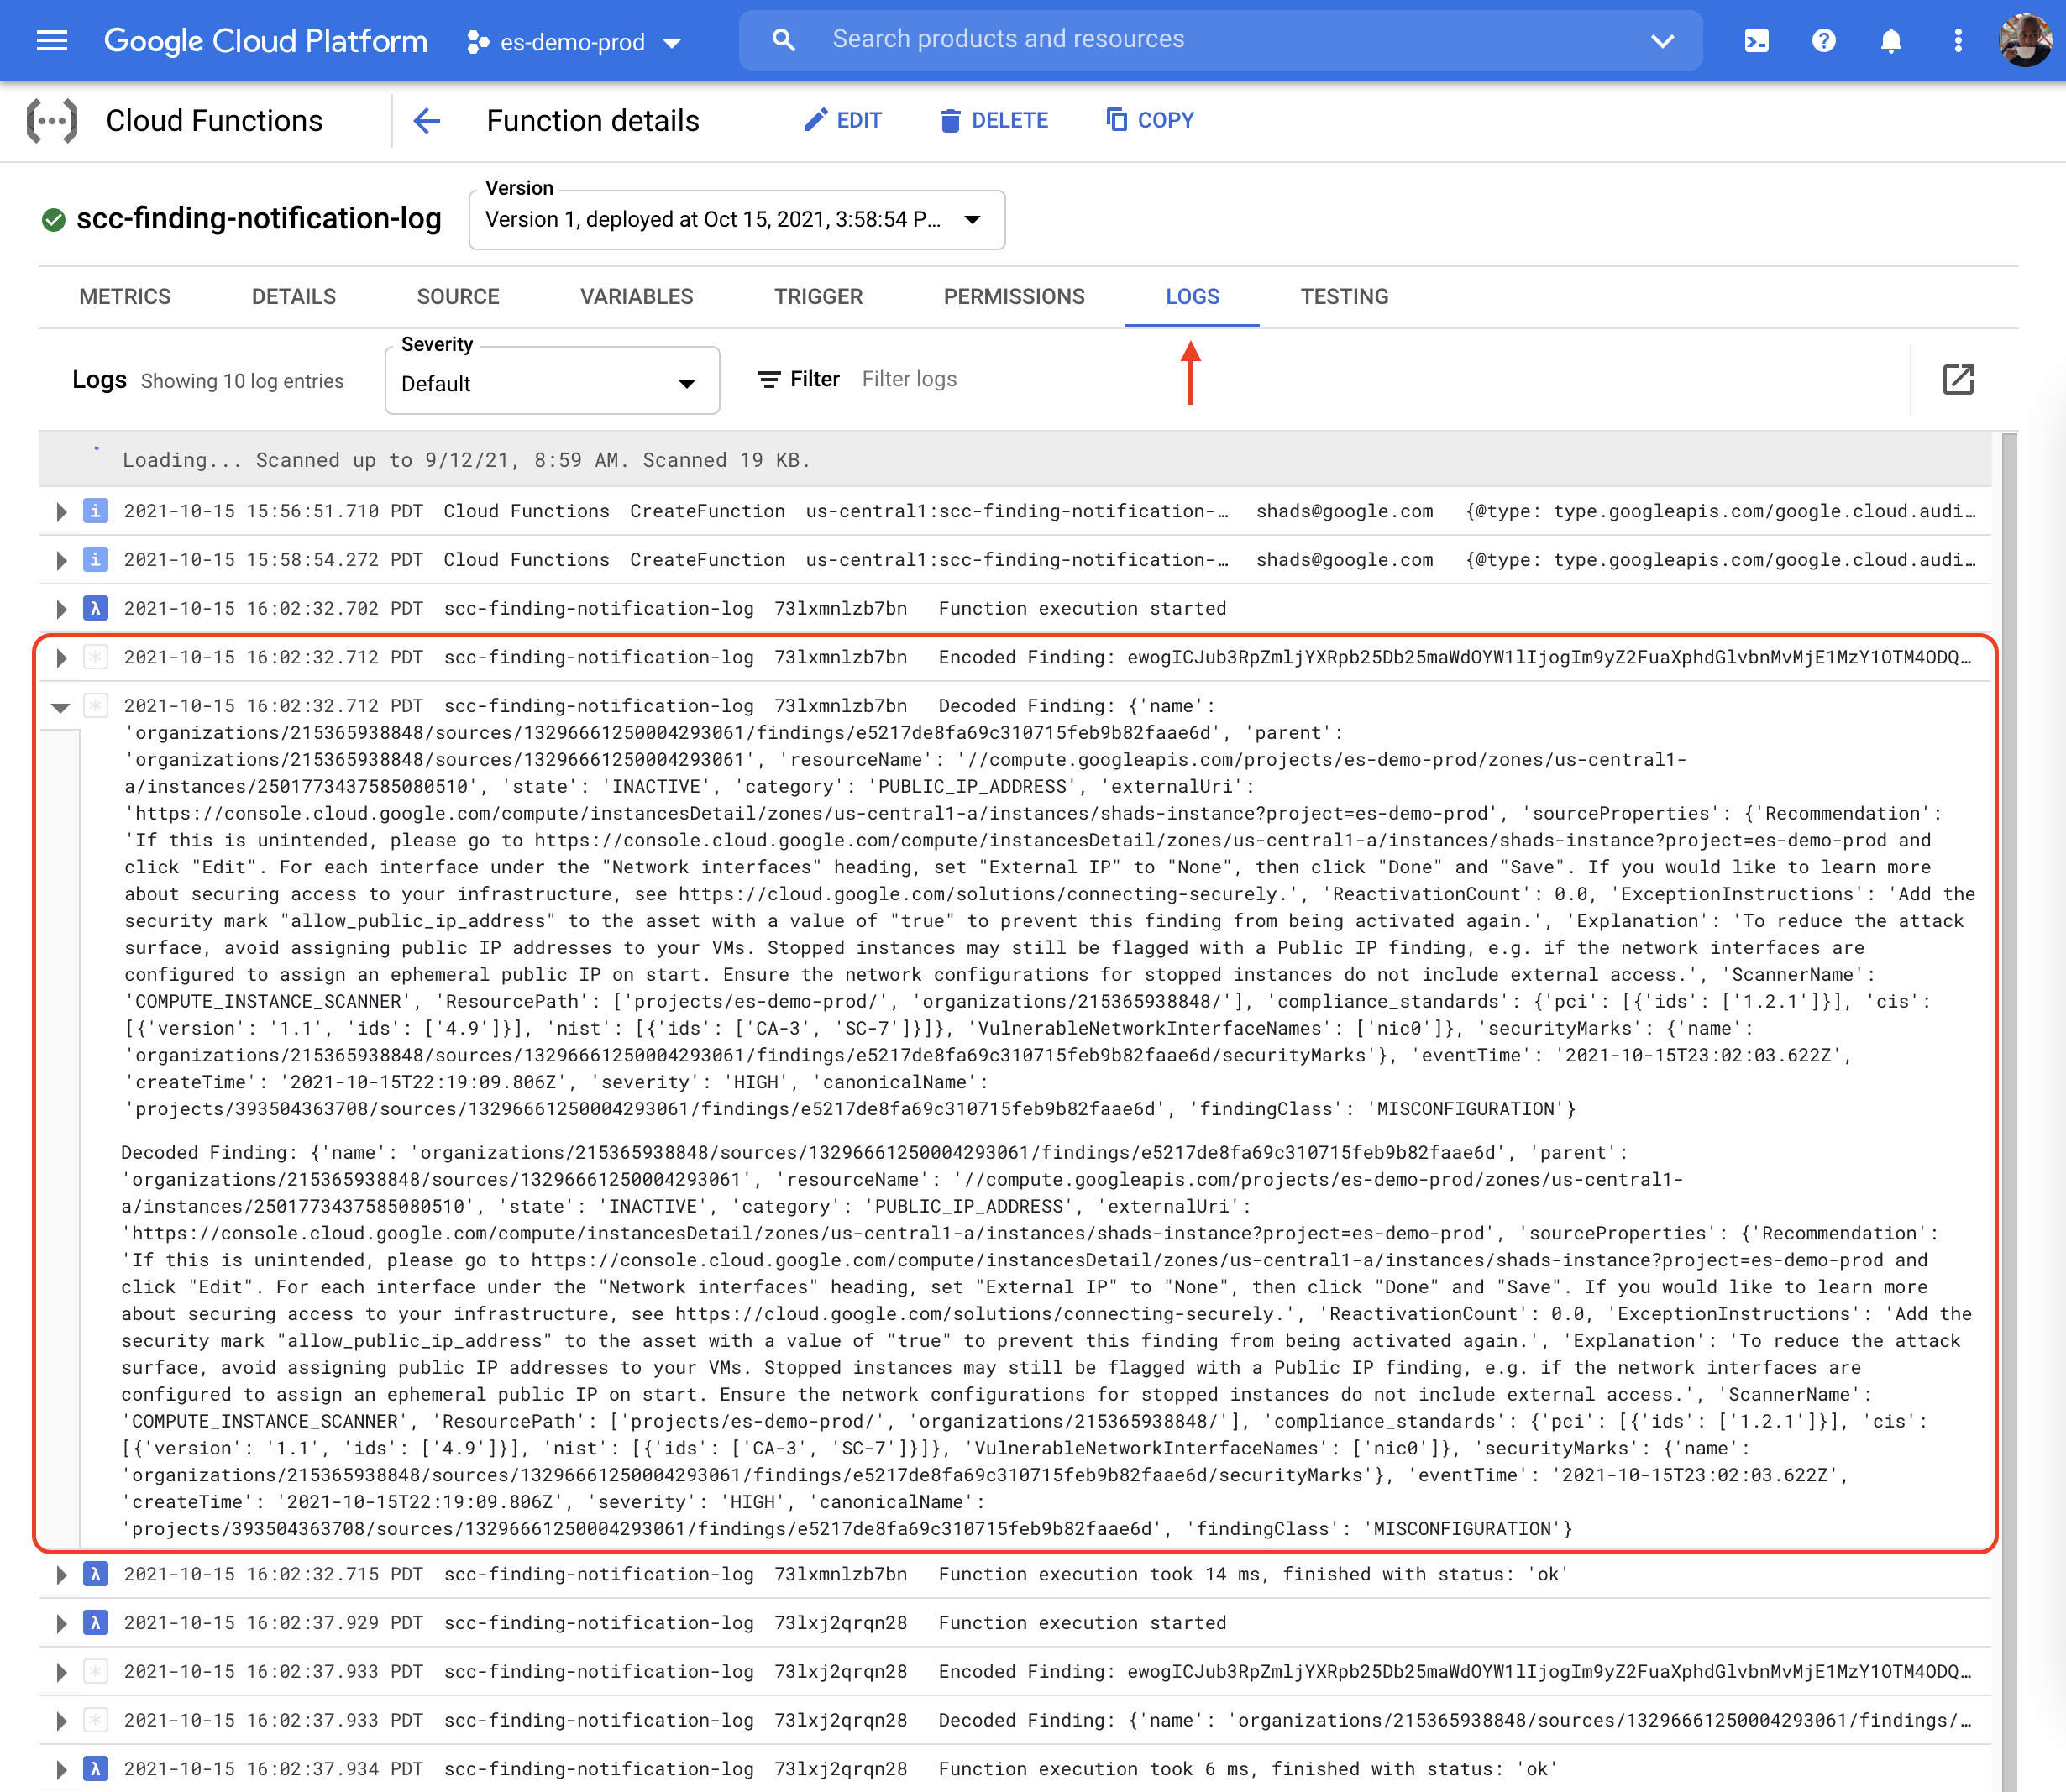 Google Cloud Platform es-demo-prod Search products and resources
Cloud Functions Function details EDIT DELETE COPY
Version
scc-finding-notification-log Version 1, deployed at Oct 15, 2021, 3:58:54 P...
METRICS DETAILS SOURCE VARIABLES TRIGGER PERMISSIONS LOGS TESTING
Severity
Logs Showing 10 log entries Default Filter Filter logs
Loading... Scanned up to 9/12/21, 8:59 AM. Scanned 19 KB.
i 2021-10-15 15:56:51.710 PDT Cloud Functions CreateFunction us-central1:scc-finding-notification-… shads@google.com {@type: type.googleapis.com/google.cloud.audi…
i 2021-10-15 15:58:54.272 PDT Cloud Functions CreateFunction us-central1:scc-finding-notification-… shads@google.com {@type: type.googleapis.com/google.cloud.audi…
λ 2021-10-15 16:02:32.702 PDT scc-finding-notification-log 73lxmnlzb7bn Function execution started
* 2021-10-15 16:02:32.712 PDT scc-finding-notification-log 73lxmnlzb7bn Encoded Finding: ewogICJub3RpZmljYXRpb25Db25maWdOYW1lIjogIm9yZ2FuaXphdGlvbnMvMjE1MzY1OTM4ODQ…
* 2021-10-15 16:02:32.712 PDT scc-finding-notification-log 73lxmnlzb7bn Decoded Finding: {'name':
'organizations/215365938848/sources/13296661250004293061/findings/e5217de8fa69c310715feb9b82faae6d', 'parent':
'organizations/215365938848/sources/13296661250004293061', 'resourceName': '//compute.googleapis.com/projects/es-demo-prod/zones/us-central1-
a/instances/2501773437585080510', 'state': 'INACTIVE', 'category': 'PUBLIC_IP_ADDRESS', 'externalUri':
'https://console.cloud.google.com/compute/instancesDetail/zones/us-central1-a/instances/shads-instance?project=es-demo-prod', 'sourceProperties': {'Recommendation':
'If this is unintended, please go to https://console.cloud.google.com/compute/instancesDetail/zones/us-central1-a/instances/shads-instance?project=es-demo-prod and
click "Edit". For each interface under the "Network interfaces" heading, set "External IP" to "None", then click "Done" and "Save". If you would like to learn more
about securing access to your infrastructure, see https://cloud.google.com/solutions/connecting-securely.', 'ReactivationCount': 0.0, 'ExceptionInstructions': 'Add the
security mark "allow_public_ip_address" to the asset with a value of "true" to prevent this finding from being activated again.', 'Explanation': 'To reduce the attack
surface, avoid assigning public IP addresses to your VMs. Stopped instances may still be flagged with a Public IP finding, e.g. if the network interfaces are
configured to assign an ephemeral public IP on start. Ensure the network configurations for stopped instances do not include external access.', 'ScannerName':
'COMPUTE_INSTANCE_SCANNER', 'ResourcePath': ['projects/es-demo-prod/', 'organizations/215365938848/'], 'compliance_standards': {'pci': [{'ids': ['1.2.1']}], 'cis':
[{'version': '1.1', 'ids': ['4.9']}], 'nist': [{'ids': ['CA-3', 'SC-7']}]}, 'VulnerableNetworkInterfaceNames': ['nic0']}, 'securityMarks': {'name':
'organizations/215365938848/sources/13296661250004293061/findings/e5217de8fa69c310715feb9b82faae6d/securityMarks'}, 'eventTime': '2021-10-15T23:02:03.622Z',
'createTime': '2021-10-15T22:19:09.806Z', 'severity': 'HIGH', 'canonicalName':
'projects/393504363708/sources/13296661250004293061/findings/e5217de8fa69c310715feb9b82faae6d', 'findingClass': 'MISCONFIGURATION'}
Decoded Finding: {'name': 'organizations/215365938848/sources/13296661250004293061/findings/e5217de8fa69c310715feb9b82faae6d', 'parent':
'organizations/215365938848/sources/13296661250004293061', 'resourceName': '//compute.googleapis.com/projects/es-demo-prod/zones/us-central1-
a/instances/2501773437585080510', 'state': 'INACTIVE', 'category': 'PUBLIC_IP_ADDRESS', 'externalUri':
'https://console.cloud.google.com/compute/instancesDetail/zones/us-central1-a/instances/shads-instance?project=es-demo-prod', 'sourceProperties': {'Recommendation':
'If this is unintended, please go to https://console.cloud.google.com/compute/instancesDetail/zones/us-central1-a/instances/shads-instance?project=es-demo-prod and
click "Edit". For each interface under the "Network interfaces" heading, set "External IP" to "None", then click "Done" and "Save". If you would like to learn more
about securing access to your infrastructure, see https://cloud.google.com/solutions/connecting-securely.', 'ReactivationCount': 0.0, 'ExceptionInstructions': 'Add the
security mark "allow_public_ip_address" to the asset with a value of "true" to prevent this finding from being activated again.', 'Explanation': 'To reduce the attack
surface, avoid assigning public IP addresses to your VMs. Stopped instances may still be flagged with a Public IP finding, e.g. if the network interfaces are
configured to assign an ephemeral public IP on start. Ensure the network configurations for stopped instances do not include external access.', 'ScannerName':
'COMPUTE_INSTANCE_SCANNER', 'ResourcePath': ['projects/es-demo-prod/', 'organizations/215365938848/'], 'compliance_standards': {'pci': [{'ids': ['1.2.1']}], 'cis':
[{'version': '1.1', 'ids': ['4.9']}], 'nist': [{'ids': ['CA-3', 'SC-7']}]}, 'VulnerableNetworkInterfaceNames': ['nic0']}, 'securityMarks': {'name':
'organizations/215365938848/sources/13296661250004293061/findings/e5217de8fa69c310715feb9b82faae6d/securityMarks'}, 'eventTime': '2021-10-15T23:02:03.622Z',
'createTime': '2021-10-15T22:19:09.806Z', 'severity': 'HIGH', 'canonicalName':
'projects/393504363708/sources/13296661250004293061/findings/e5217de8fa69c310715feb9b82faae6d', 'findingClass': 'MISCONFIGURATION'}
λ 2021-10-15 16:02:32.715 PDT scc-finding-notification-log 73lxmnlzb7bn Function execution took 14 ms, finished with status: 'ok'
λ 2021-10-15 16:02:37.929 PDT scc-finding-notification-log 73lxj2qrqn28 Function execution started
* 2021-10-15 16:02:37.933 PDT scc-finding-notification-log 73lxj2qrqn28 Encoded Finding: ewogICJub3RpZmljYXRpb25Db25maWdOYW1lIjogIm9yZ2FuaXphdGlvbnMvMjE1MzY1OTM4ODQ…
* 2021-10-15 16:02:37.933 PDT scc-finding-notification-log 73lxj2qrqn28 Decoded Finding: {'name': 'organizations/215365938848/sources/13296661250004293061/findings/…
λ 2021-10-15 16:02:37.934 PDT scc-finding-notification-log 73lxj2qrqn28 Function execution took 6 ms, finished with status: 'ok'